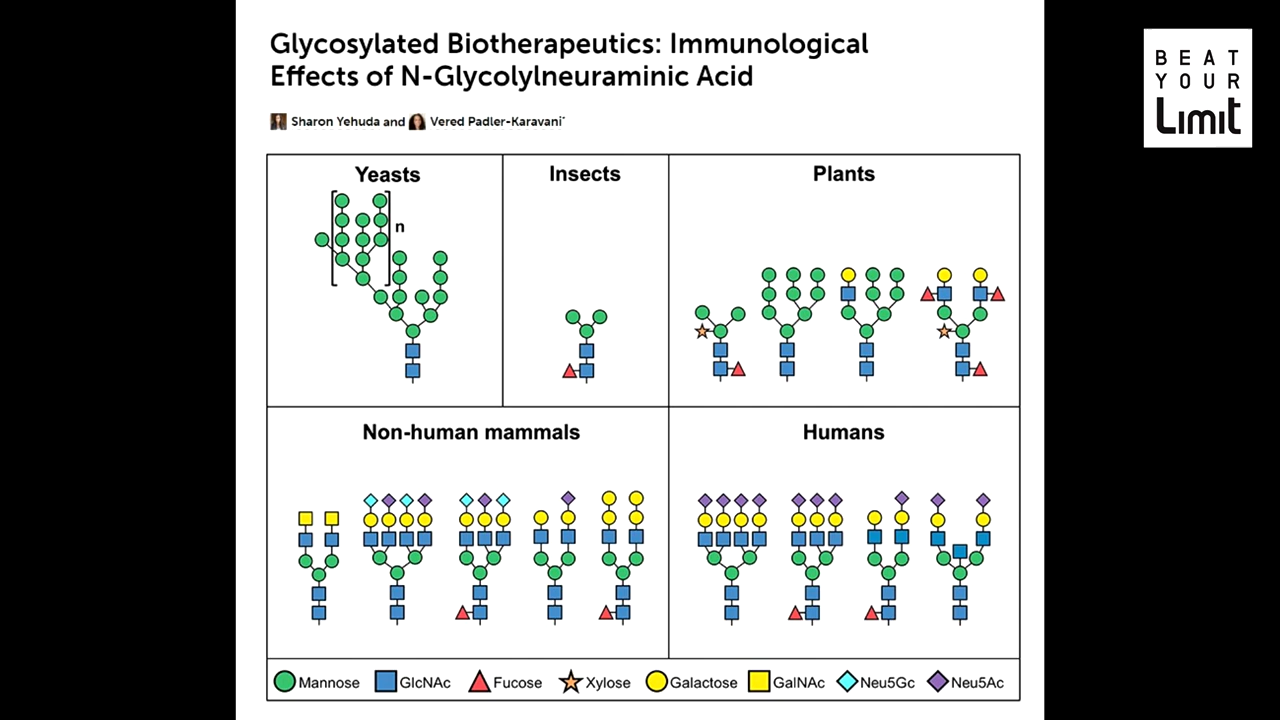 Glycosylated Biotherapeutics: Immunological
Effects of N-Glycolylneuraminic Acid
Sharon Yehuda and Vered Padler-Karavani*
BEAT
YOUR
Limit
Yeasts
Insects
Plants
n
Non-human mammals
Humans
Mannose GlcNAc Fucose Xylose Galactose GalNAc Neu5Gc Neu5Ac